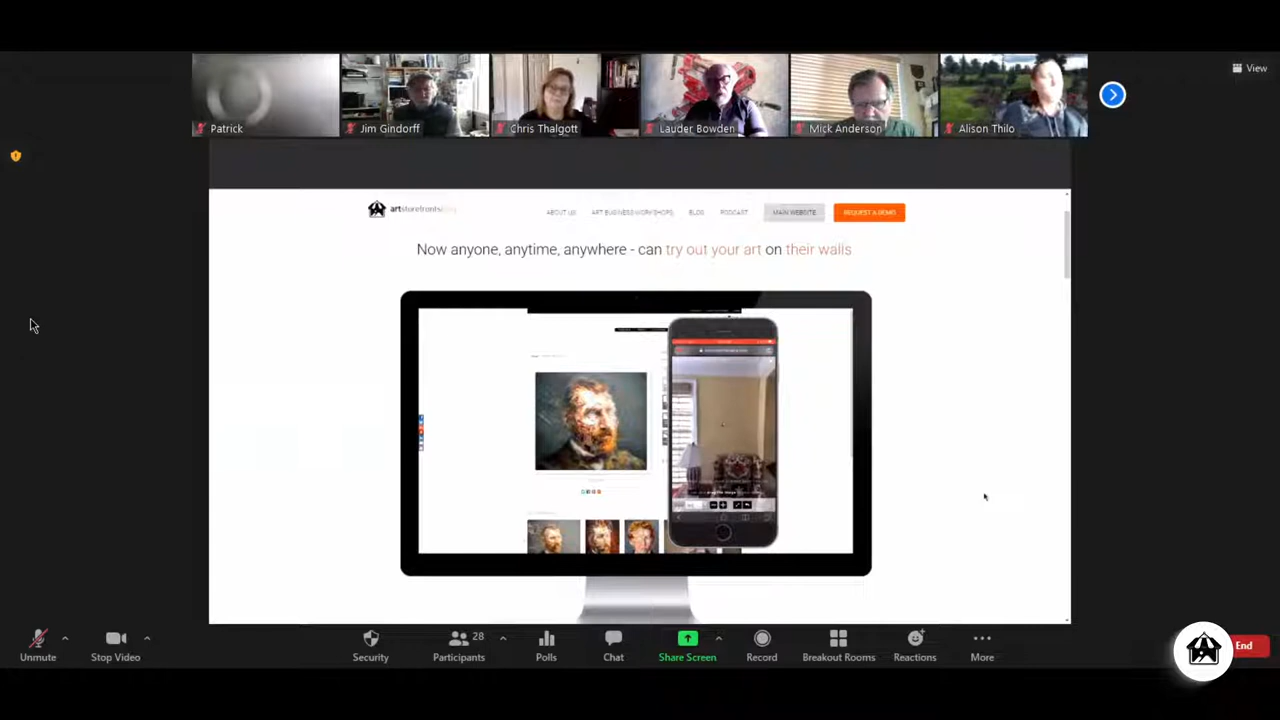 View
Patrick
Jim Gindorff
Chris Thalgott
Lauder Bowden
Mick Anderson
Alison Thilo
artstorefronts
ABOUT US
ART BUSINESS WORKSHOPS
BLOG
PODCAST
MAIN WEBSITE
REQUEST A DEMO
Now anyone, anytime, anywhere - can try out your art on their walls
Unmute
Stop Video
Security
Participants
28
Polls
Chat
Share Screen
Record
Breakout Rooms
Reactions
More
End